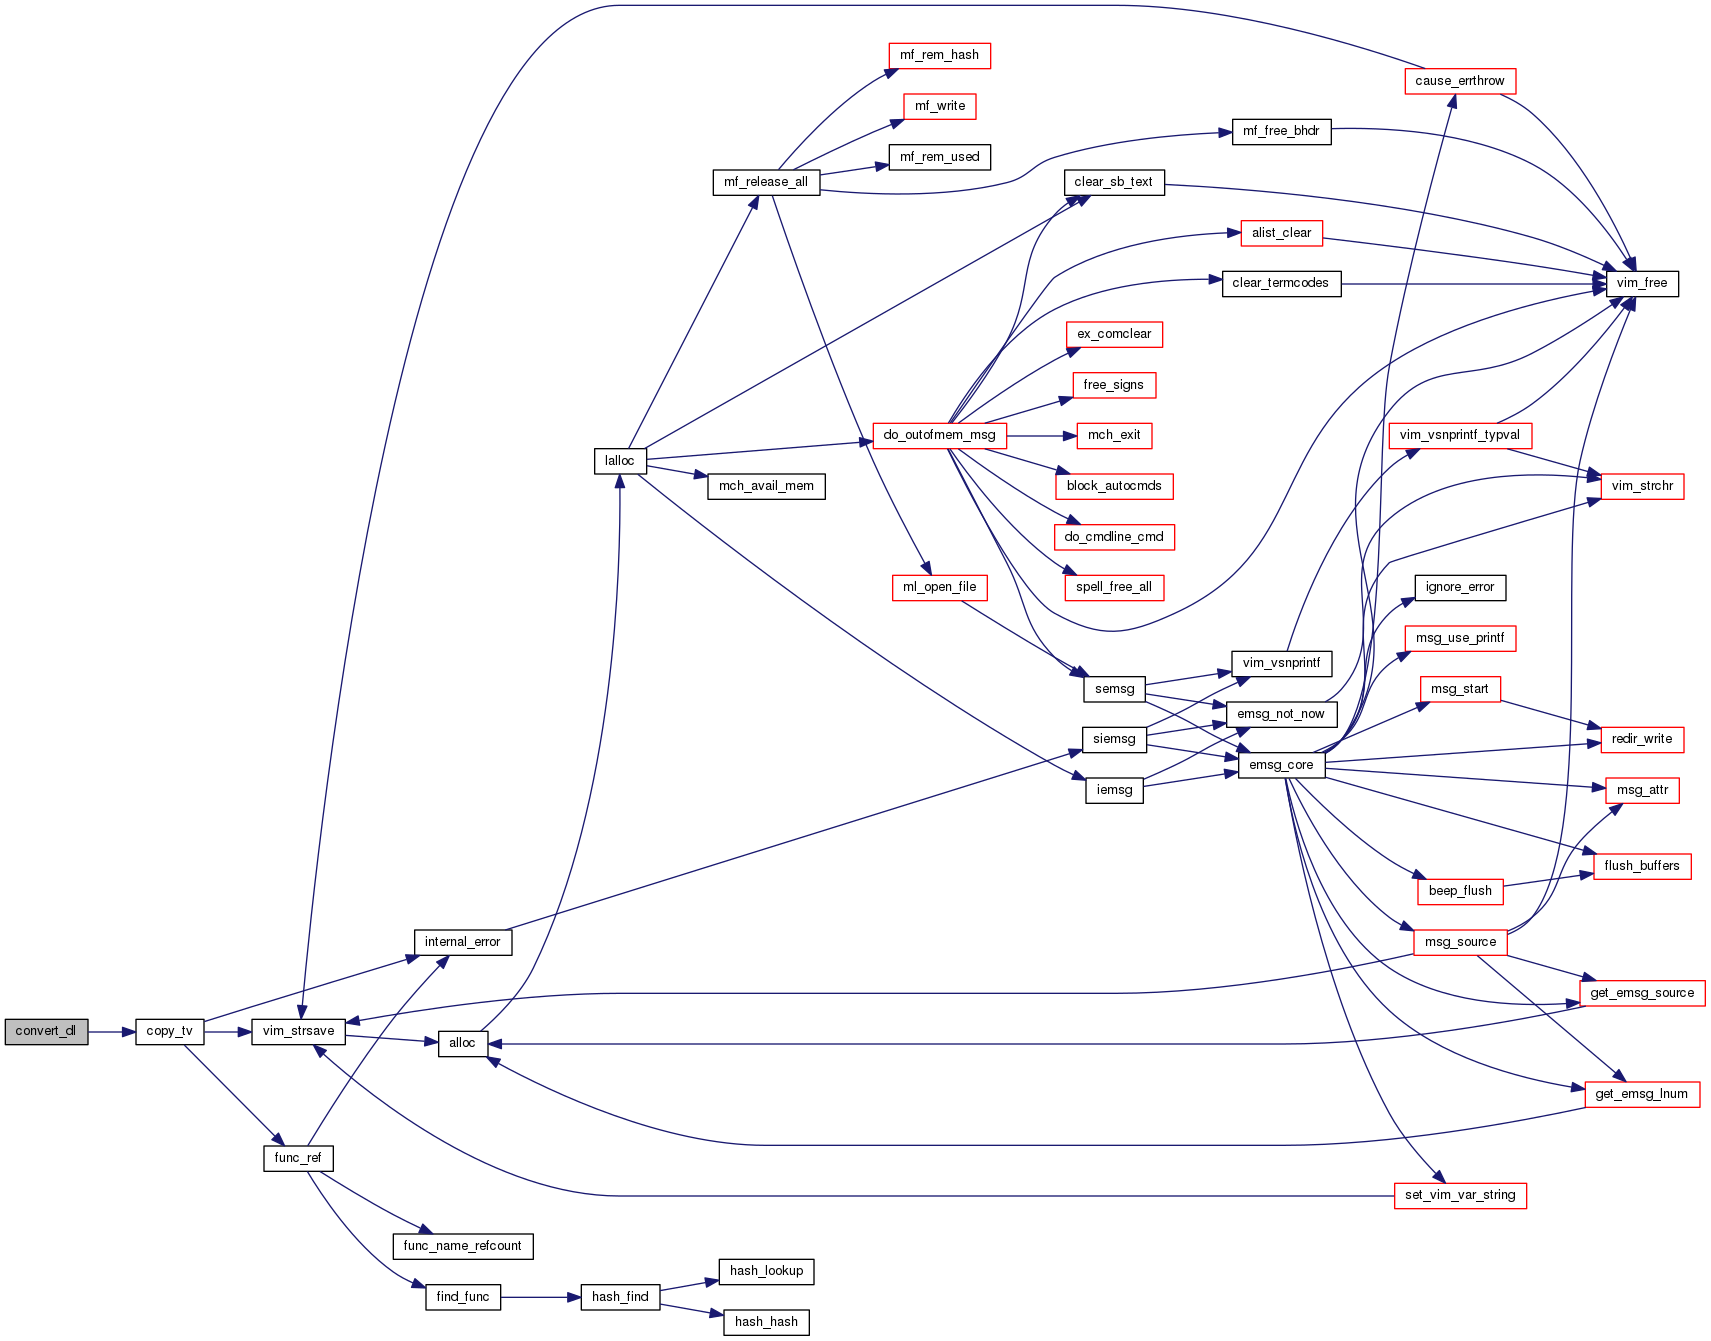 mf_rem_hash
cause_errthrow
mf_write
mf_free_bhdr
mf_rem_used
mf_release_all
clear_sb_text
alist_clear
clear_termcodes
vim_free
ex_comclear
free_signs
do_outofmem_msg
mch_exit
vim_vsnprintf_typval
lalloc
mch_avail_mem
block_autocmds
vim_strchr
do_cmdline_cmd
ml_open_file
spell_free_all
ignore_error
msg_use_printf
vim_vsnprintf
semsg
msg_start
emsg_not_now
siemsg
redir_write
emsg_core
iemsg
msg_attr
flush_buffers
beep_flush
internal_error
msg_source
get_emsg_source
convert_dl
copy_tv
vim_strsave
alloc
get_emsg_lnum
func_ref
set_vim_var_string
func_name_refcount
hash_lookup
find_func
hash_find
hash_hash